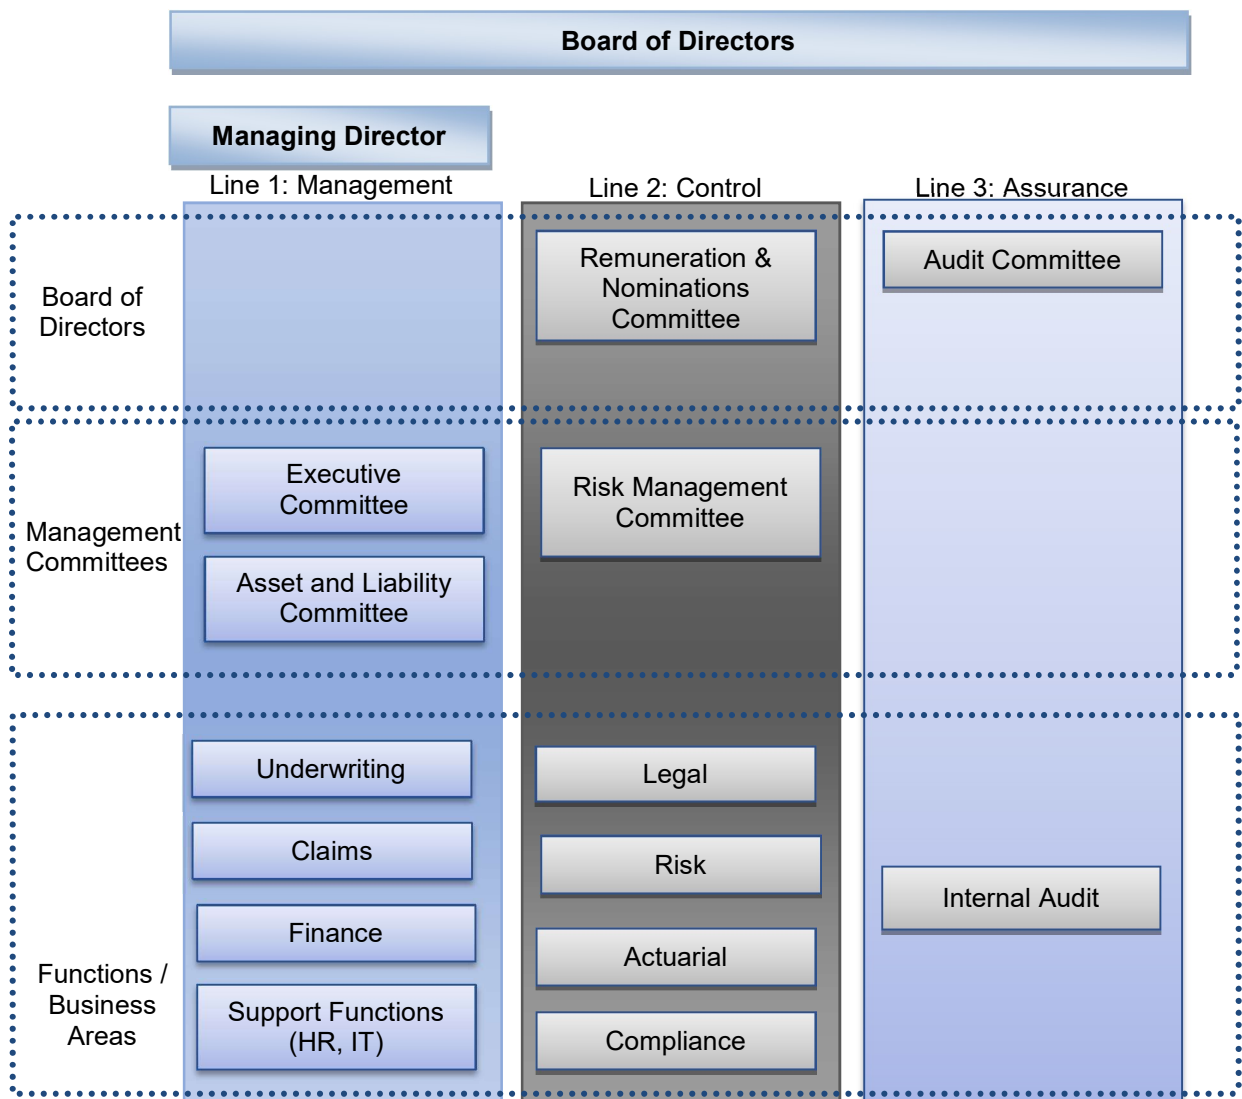 Board of Directors
Managing Director
Line 1: Management
Line 2: Control
Line 3: Assurance
Board of
Directors
Remuneration &
Nominations
Committee
Audit Committee
Management
Committees
Executive
Committee
Asset and Liability
Committee
Risk Management
Committee
Functions /
Business
Areas
Underwriting
Claims
Finance
Support Functions
(HR, IT)
Legal
Risk
Actuarial
Compliance
Internal Audit